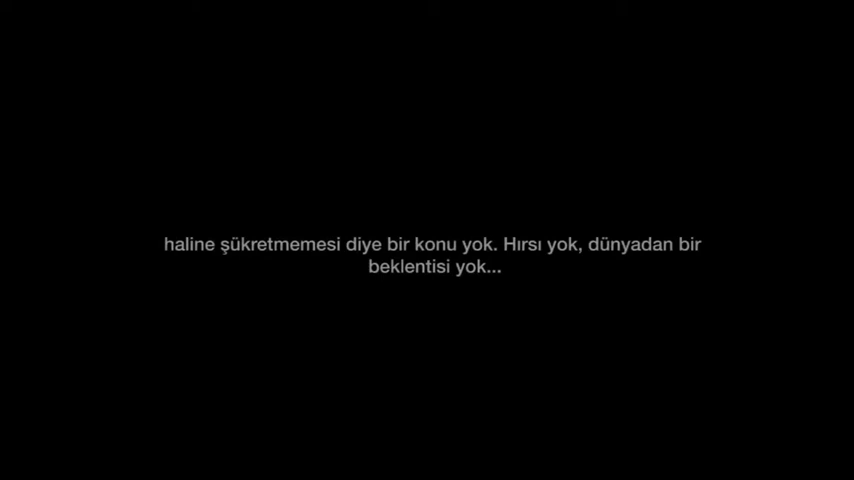 haline şükretmemesi diye bir konu yok. Hırsı yok, dünyadan bir
beklentisi yok...